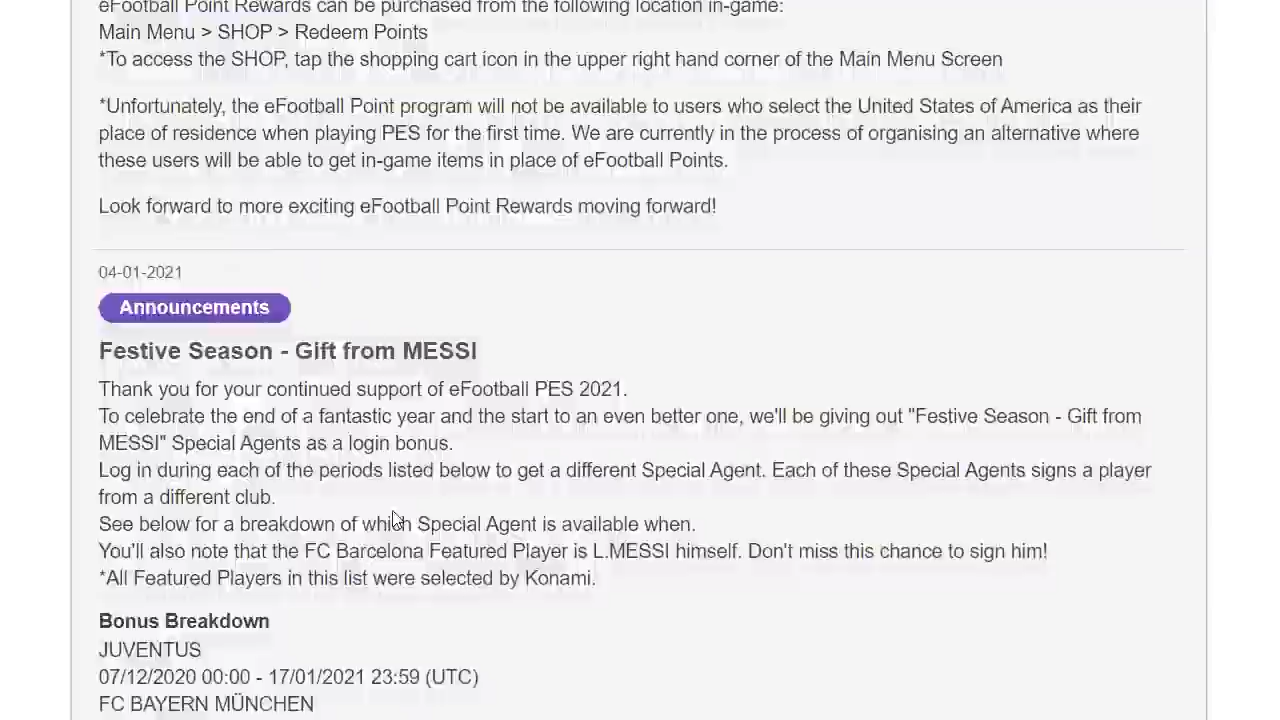 eFootball Point Rewards can be purchased from the following location in-game:
Main Menu > SHOP > Redeem Points
*To access the SHOP, tap the shopping cart icon in the upper right hand corner of the Main Menu Screen
*Unfortunately, the eFootball Point program will not be available to users who select the United States of America as their
place of residence when playing PES for the first time. We are currently in the process of organising an alternative where
these users will be able to get in-game items in place of eFootball Points.
Look forward to more exciting eFootball Point Rewards moving forward!
04-01-2021
Announcements
Festive Season - Gift from MESSI
Thank you for your continued support of eFootball PES 2021.
To celebrate the end of a fantastic year and the start to an even better one, we'll be giving out "Festive Season - Gift from
MESSI" Special Agents as a login bonus.
Log in during each of the periods listed below to get a different Special Agent. Each of these Special Agents signs a player
from a different club.
See below for a breakdown of which Special Agent is available when.
You'll also note that the FC Barcelona Featured Player is L.MESSI himself. Don't miss this chance to sign him!
*All Featured Players in this list were selected by Konami.
Bonus Breakdown
JUVENTUS
07/12/2020 00:00 - 17/01/2021 23:59 (UTC)
FC BAYERN MÜNCHEN